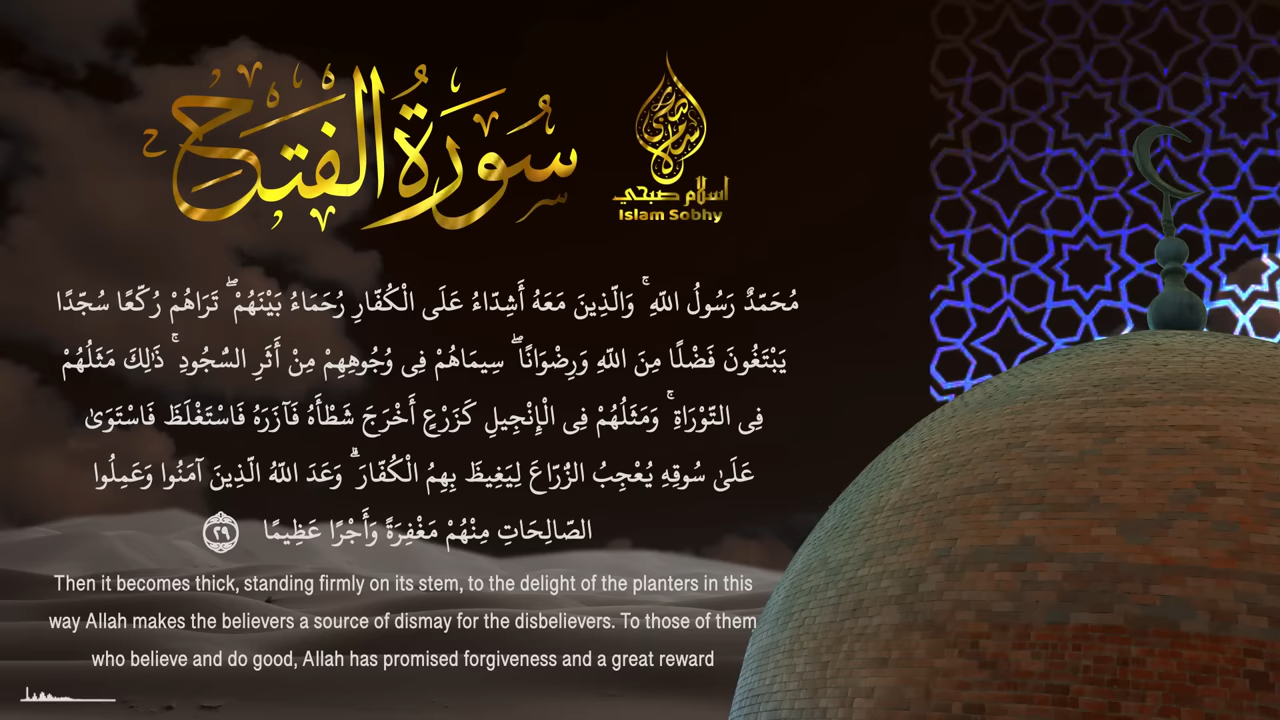 سُورَةُ الفَتح
اسلام صبحي
Islam Sobhy
مُحَمَّدٌ رَسُولُ اللَّهِ ۚ وَالَّذِينَ مَعَهُ أَشِدَّاءُ عَلَى الْكُفَّارِ رُحَمَاءُ بَيْنَهُمْ ۖ تَرَاهُمْ رُكَّعًا سُجَّدًا
يَبْتَغُونَ فَضْلًا مِنَ اللَّهِ وَرِضْوَانًا ۖ سِيمَاهُمْ فِى وُجُوهِهِمْ مِنْ أَثَرِ السُّجُودِ ۚ ذَٰلِكَ مَثَلُهُمْ
فِى التَّوْرَاةِ ۚ وَمَثَلُهُمْ فِى الْإِنْجِيلِ كَزَرْعٍ أَخْرَجَ شَطْأَهُ فَآزَرَهُ فَاسْتَغْلَظَ فَاسْتَوَىٰ
عَلَىٰ سُوقِهِ يُعْجِبُ الزُّرَّاعَ لِيَغِيظَ بِهِمُ الْكُفَّارَ ۗ وَعَدَ اللَّهُ الَّذِينَ آمَنُوا وَعَمِلُوا
الصَّالِحَاتِ مِنْهُمْ مَغْفِرَةً وَأَجْرًا عَظِيمًا ٢٩
Then it becomes thick, standing firmly on its stem, to the delight of the planters in this
way Allah makes the believers a source of dismay for the disbelievers. To those of them
who believe and do good, Allah has promised forgiveness and a great reward